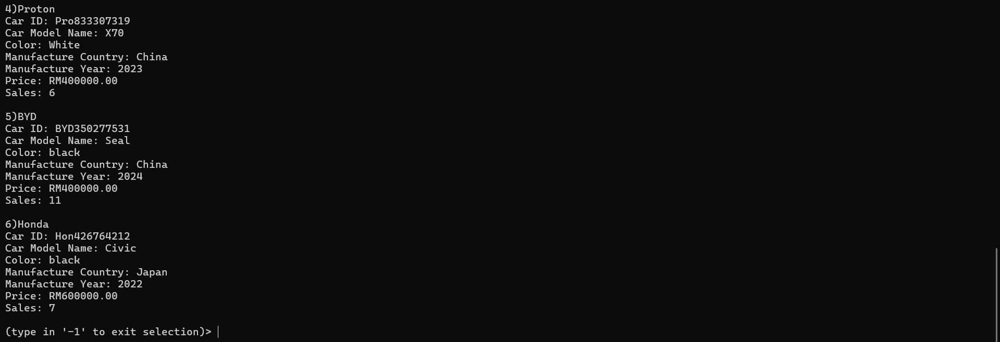 4)Proton
Car ID: Pro833307319
Car Model Name: X70
Color: White
Manufacture Country: China
Manufacture Year: 2023
Price: RM400000.00
Sales: 6
5)BYD
Car ID: BYD350277531
Car Model Name: Seal
Color: black
Manufacture Country: China
Manufacture Year: 2024
Price: RM400000.00
Sales: 11
6)Honda
Car ID: Hon426764212
Car Model Name: Civic
Color: black
Manufacture Country: Japan
Manufacture Year: 2022
Price: RM600000.00
Sales: 7
(type in '-1' to exit selection)>